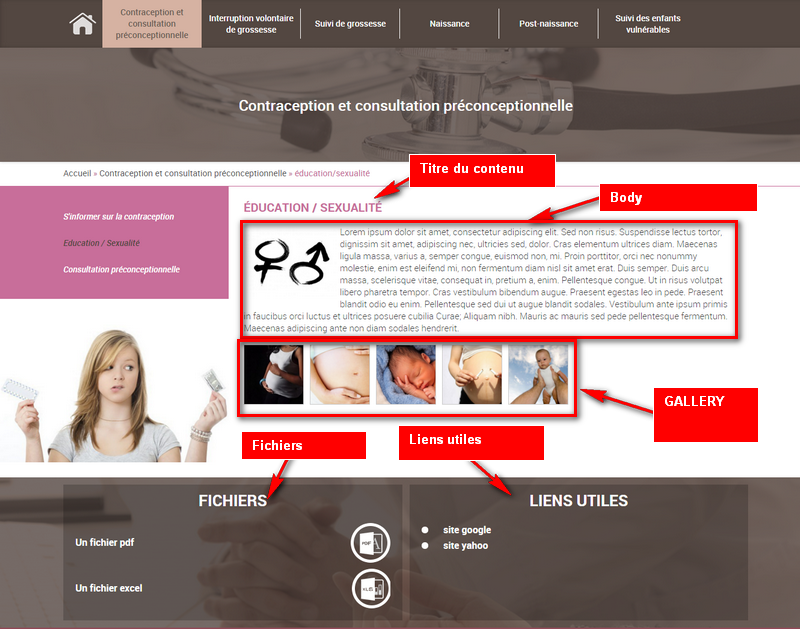 Contraception et
consultation
préconceptionnelle
Interruption volontaire
de grossesse
Suivi de grossesse
Naissance
Post-naissance
Suivi des enfants
vulnérables
Contraception et consultation préconceptionnelle
Accueil » Contraception et consultation préconceptionnelle » éducation/sexualité
Titre du contenu
Body
S'informer sur la contraception
Education / Sexualité
Consultation préconceptionnelle
ÉDUCATION / SEXUALITÉ
Lorem ipsum dolor sit amet, consectetur adipiscing elit. Sed non risus. Suspendisse lectus tortor,
dignissim sit amet, adipiscing nec, ultricies sed, dolor. Cras elementum ultrices diam. Maecenas
ligula massa, varius a, semper congue, euismod non, mi. Proin porttitor, orci nec nonummy
molestie, enim est eleifend mi, non fermentum diam nisl sit amet erat. Duis semper. Duis arcu
massa, scelerisque vitae, consequat in, pretium a, enim. Pellentesque congue. Ut in risus volutpat
libero pharetra tempor. Cras vestibulum bibendum augue. Praesent egestas leo in pede. Praesent
blandit odio eu enim. Pellentesque sed dui ut augue blandit sodales. Vestibulum ante ipsum primis
in faucibus orci luctus et ultrices posuere cubilia Curae; Aliquam nibh. Mauris ac mauris sed pede pellentesque fermentum.
Maecenas adipiscing ante non diam sodales hendrerit.
GALLERY
Fichiers
Liens utiles
FICHIERS
Un fichier pdf
PDF
Un fichier excel
XLS
LIENS UTILES
site google
site yahoo